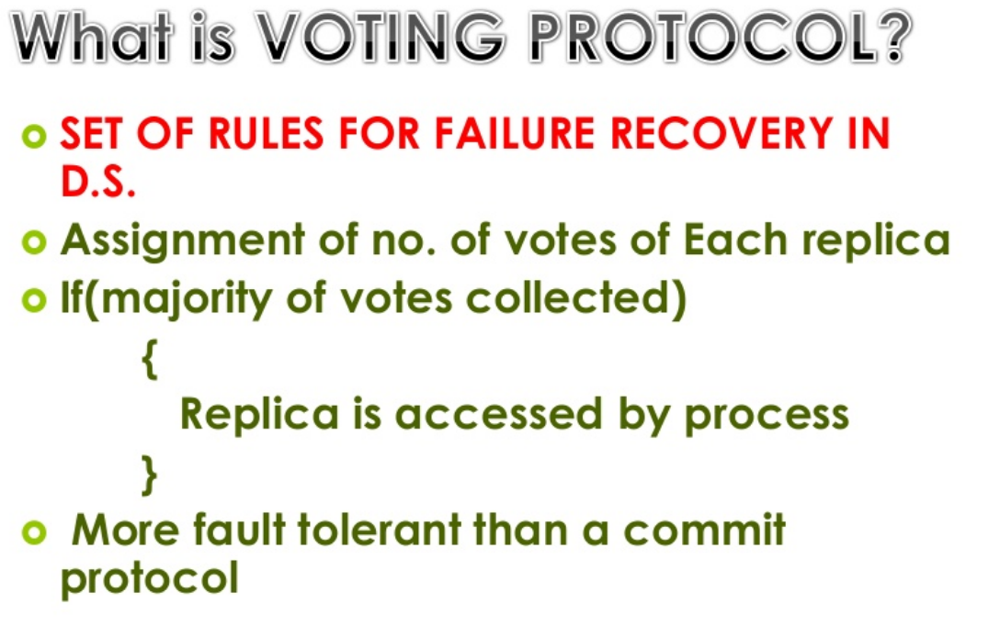 What is VOTING PROTOCOL?
SET OF RULES FOR FAILURE RECOVERY IN
D.S.
Assignment of no. of votes of Each replica
If(majority of votes collected)
{
Replica is accessed by process
}
More fault tolerant than a commit
protocol